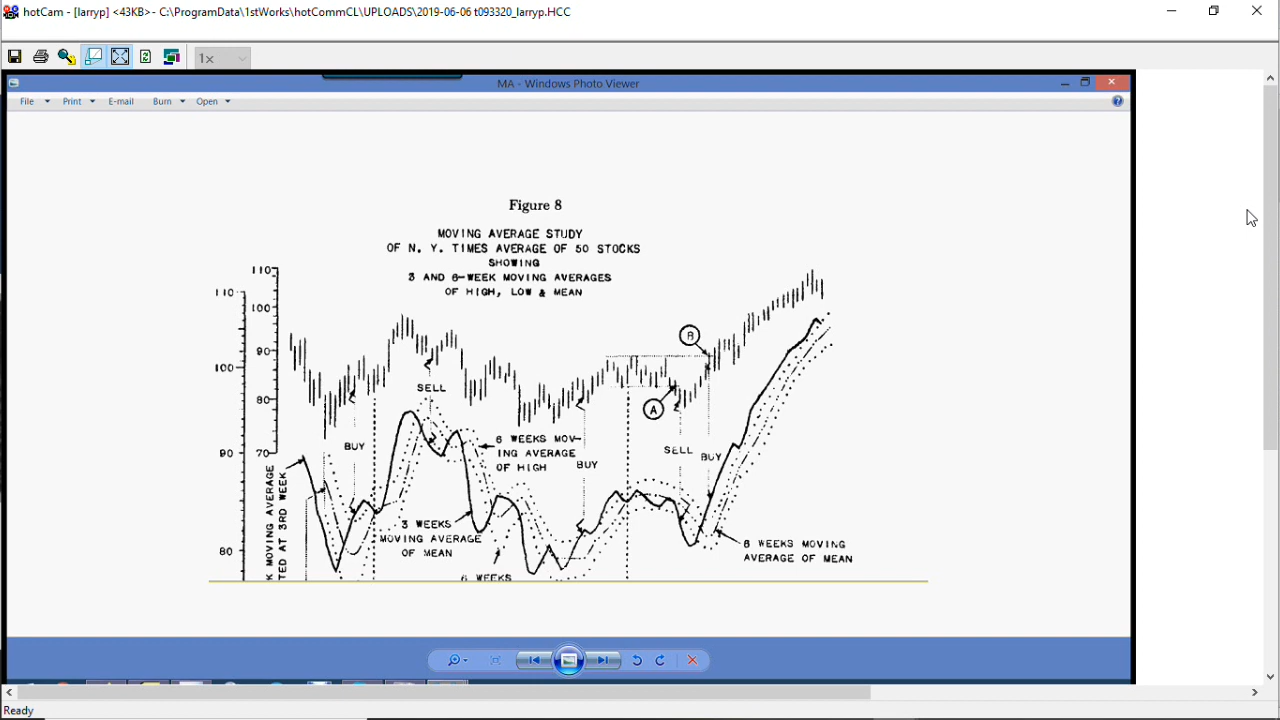 hotCam - [larryp] <43KB> - C:\ProgramData\1stWorks\hotCommCL\UPLOADS\2019-06-06 t093320_larryp.HCC
1x
MA - Windows Photo Viewer
File Print E-mail Burn Open
Figure 8
MOVING AVERAGE STUDY
OF N. Y. TIMES AVERAGE OF 50 STOCKS
SHOWING
3 AND 6-WEEK MOVING AVERAGES
OF HIGH, LOW & MEAN
110
110
100
90
100
80
90
70
80
B
A
SELL
BUY
6 WEEKS MOV-
ING AVERAGE
OF HIGH
BUY
SELL
BUY
K MOVING AVERAGE
TED AT 3RD WEEK
3 WEEKS
MOVING AVERAGE
OF MEAN
6 WEEKS
6 WEEKS MOVING
AVERAGE OF MEAN
Ready